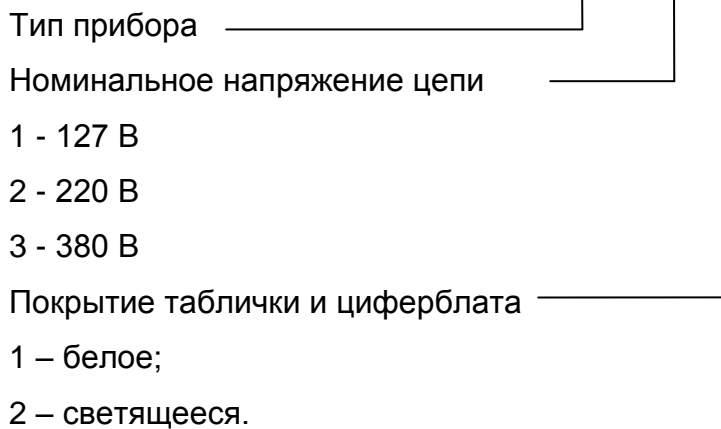 Тип прибора
Номинальное напряжение цепи
1 - 127 В
2 - 220 В
3 - 380 В
Покрытие таблички и циферблата
1 – белое;
2 – светящееся.